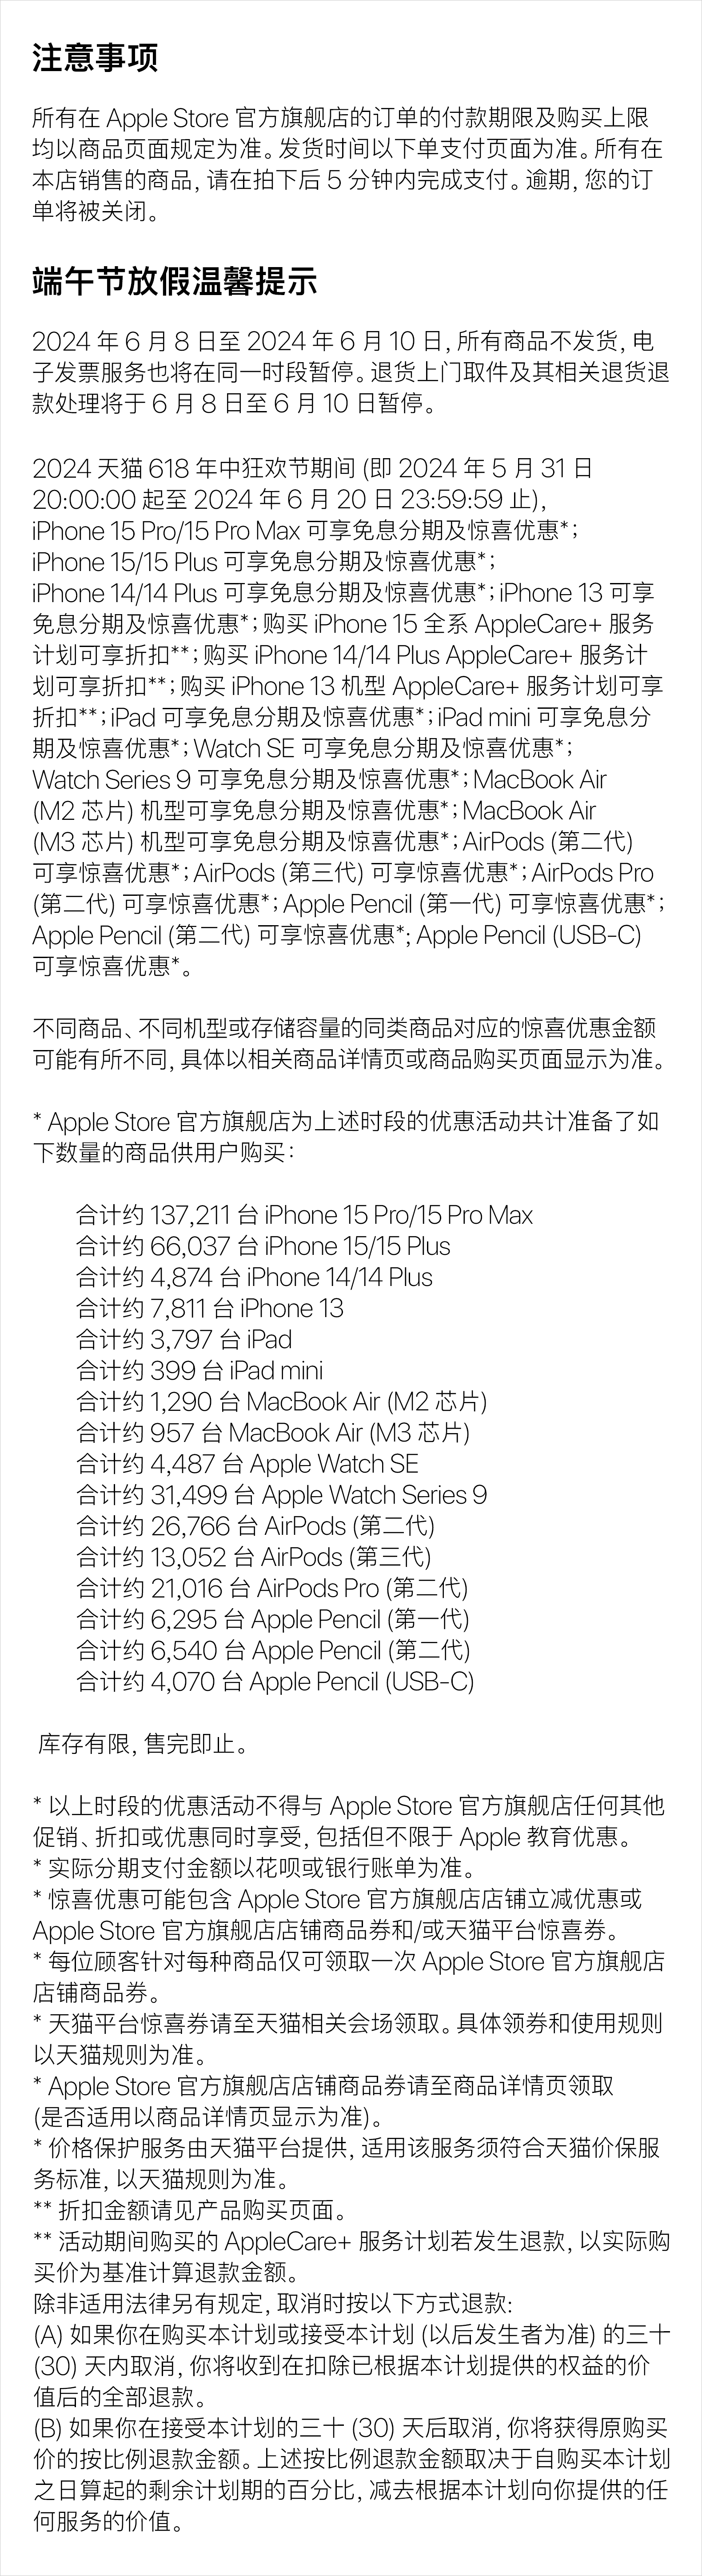 注意事项
所有在 Apple Store 官方旗舰店的订单的付款期限及购买上限
均以商品页面规定为准。发货时间以下单支付页面为准。所有在
本店销售的商品, 请在拍下后 5 分钟内完成支付。逾期, 您的订
单将被关闭。
端午节放假温馨提示
2024 年 6 月 8 日至 2024 年 6 月 10 日, 所有商品不发货, 电
子发票服务也将在同一时段暂停。退货上门取件及其相关退货退
款处理将于 6 月 8 日至 6 月 10 日暂停。
2024 天猫 618 年中狂欢节期间 (即 2024 年 5 月 31 日
20:00:00 起至 2024 年 6 月 20 日 23:59:59 止),
iPhone 15 Pro/15 Pro Max 可享免息分期及惊喜优惠*;
iPhone 15/15 Plus 可享免息分期及惊喜优惠*;
iPhone 14/14 Plus 可享免息分期及惊喜优惠*; iPhone 13 可享
免息分期及惊喜优惠*; 购买 iPhone 15 全系 AppleCare+ 服务
计划可享折扣**; 购买 iPhone 14/14 Plus AppleCare+ 服务计
划可享折扣**; 购买 iPhone 13 机型 AppleCare+ 服务计划可享
折扣**; iPad 可享免息分期及惊喜优惠*; iPad mini 可享免息分
期及惊喜优惠*; Watch SE 可享免息分期及惊喜优惠*;
Watch Series 9 可享免息分期及惊喜优惠*; MacBook Air
(M2 芯片) 机型可享免息分期及惊喜优惠*; MacBook Air
(M3 芯片) 机型可享免息分期及惊喜优惠*; AirPods (第二代)
可享惊喜优惠*; AirPods (第三代) 可享惊喜优惠*; AirPods Pro
(第二代) 可享惊喜优惠*; Apple Pencil (第一代) 可享惊喜优惠*;
Apple Pencil (第二代) 可享惊喜优惠*; Apple Pencil (USB-C)
可享惊喜优惠*。
不同商品、不同机型或存储容量的同类商品对应的惊喜优惠金额
可能有所不同, 具体以相关商品详情页或商品购买页面显示为准。
* Apple Store 官方旗舰店为上述时段的优惠活动共计准备了如
下数量的商品供用户购买:
合计约 137,211 台 iPhone 15 Pro/15 Pro Max
合计约 66,037 台 iPhone 15/15 Plus
合计约 4,874 台 iPhone 14/14 Plus
合计约 7,811 台 iPhone 13
合计约 3,797 台 iPad
合计约 399 台 iPad mini
合计约 1,290 台 MacBook Air (M2 芯片)
合计约 957 台 MacBook Air (M3 芯片)
合计约 4,487 台 Apple Watch SE
合计约 31,499 台 Apple Watch Series 9
合计约 26,766 台 AirPods (第二代)
合计约 13,052 台 AirPods (第三代)
合计约 21,016 台 AirPods Pro (第二代)
合计约 6,295 台 Apple Pencil (第一代)
合计约 6,540 台 Apple Pencil (第二代)
合计约 4,070 台 Apple Pencil (USB-C)
库存有限, 售完即止。
* 以上时段的优惠活动不得与 Apple Store 官方旗舰店任何其他
促销、折扣或优惠同时享受, 包括但不限于 Apple 教育优惠。
* 实际分期支付金额以花呗或银行账单为准。
* 惊喜优惠可能包含 Apple Store 官方旗舰店店铺立减优惠或
Apple Store 官方旗舰店店铺商品券和/或天猫平台惊喜券。
* 每位顾客针对每种商品仅可领取一次 Apple Store 官方旗舰店
店铺商品券。
* 天猫平台惊喜券请至天猫相关会场领取。具体领券和使用规则
以天猫规则为准。
* Apple Store 官方旗舰店店铺商品券请至商品详情页领取
(是否适用以商品详情页显示为准)。
* 价格保护服务由天猫平台提供, 适用该服务须符合天猫价保服
务标准, 以天猫规则为准。
** 折扣金额请见产品购买页面。
** 活动期间购买的 AppleCare+ 服务计划若发生退款, 以实际购
买价为基准计算退款金额。
除非适用法律另有规定, 取消时按以下方式退款:
(A) 如果你在购买本计划或接受本计划 (以后发生者为准) 的三十
(30) 天内取消, 你将收到在扣除已根据本计划提供的权益的价
值后的全部退款。
(B) 如果你在接受本计划的三十 (30) 天后取消, 你将获得原购买
价的按比例退款金额。上述按比例退款金额取决于自购买本计划
之日算起的剩余计划期的百分比, 减去根据本计划向你提供的任
何服务的价值。